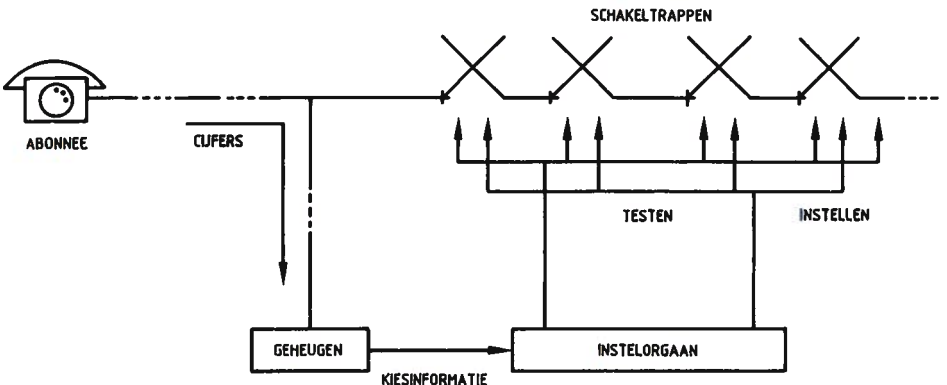 SCHAKELTRAPPEN
ABONNEE
CIJFERS
TESTEN
INSTELLEN
GEHEUGEN
INSTELORGAAN
KIESINFORMATIE